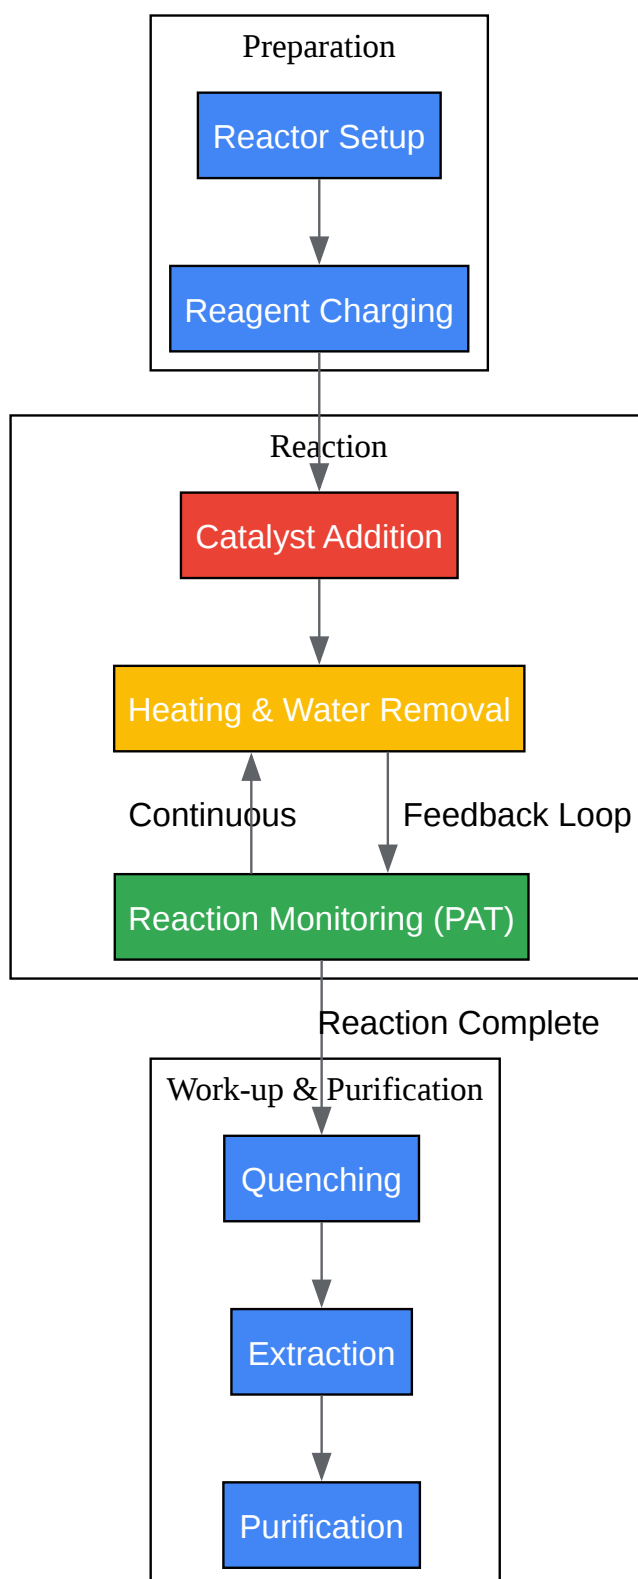 Preparation
Reactor Setup
Reagent Charging
Reaction
Catalyst Addition
Heating & Water Removal
Continuous
Feedback Loop
Reaction Monitoring (PAT)
Reaction Complete
Work-up & Purification
Quenching
Extraction
Purification